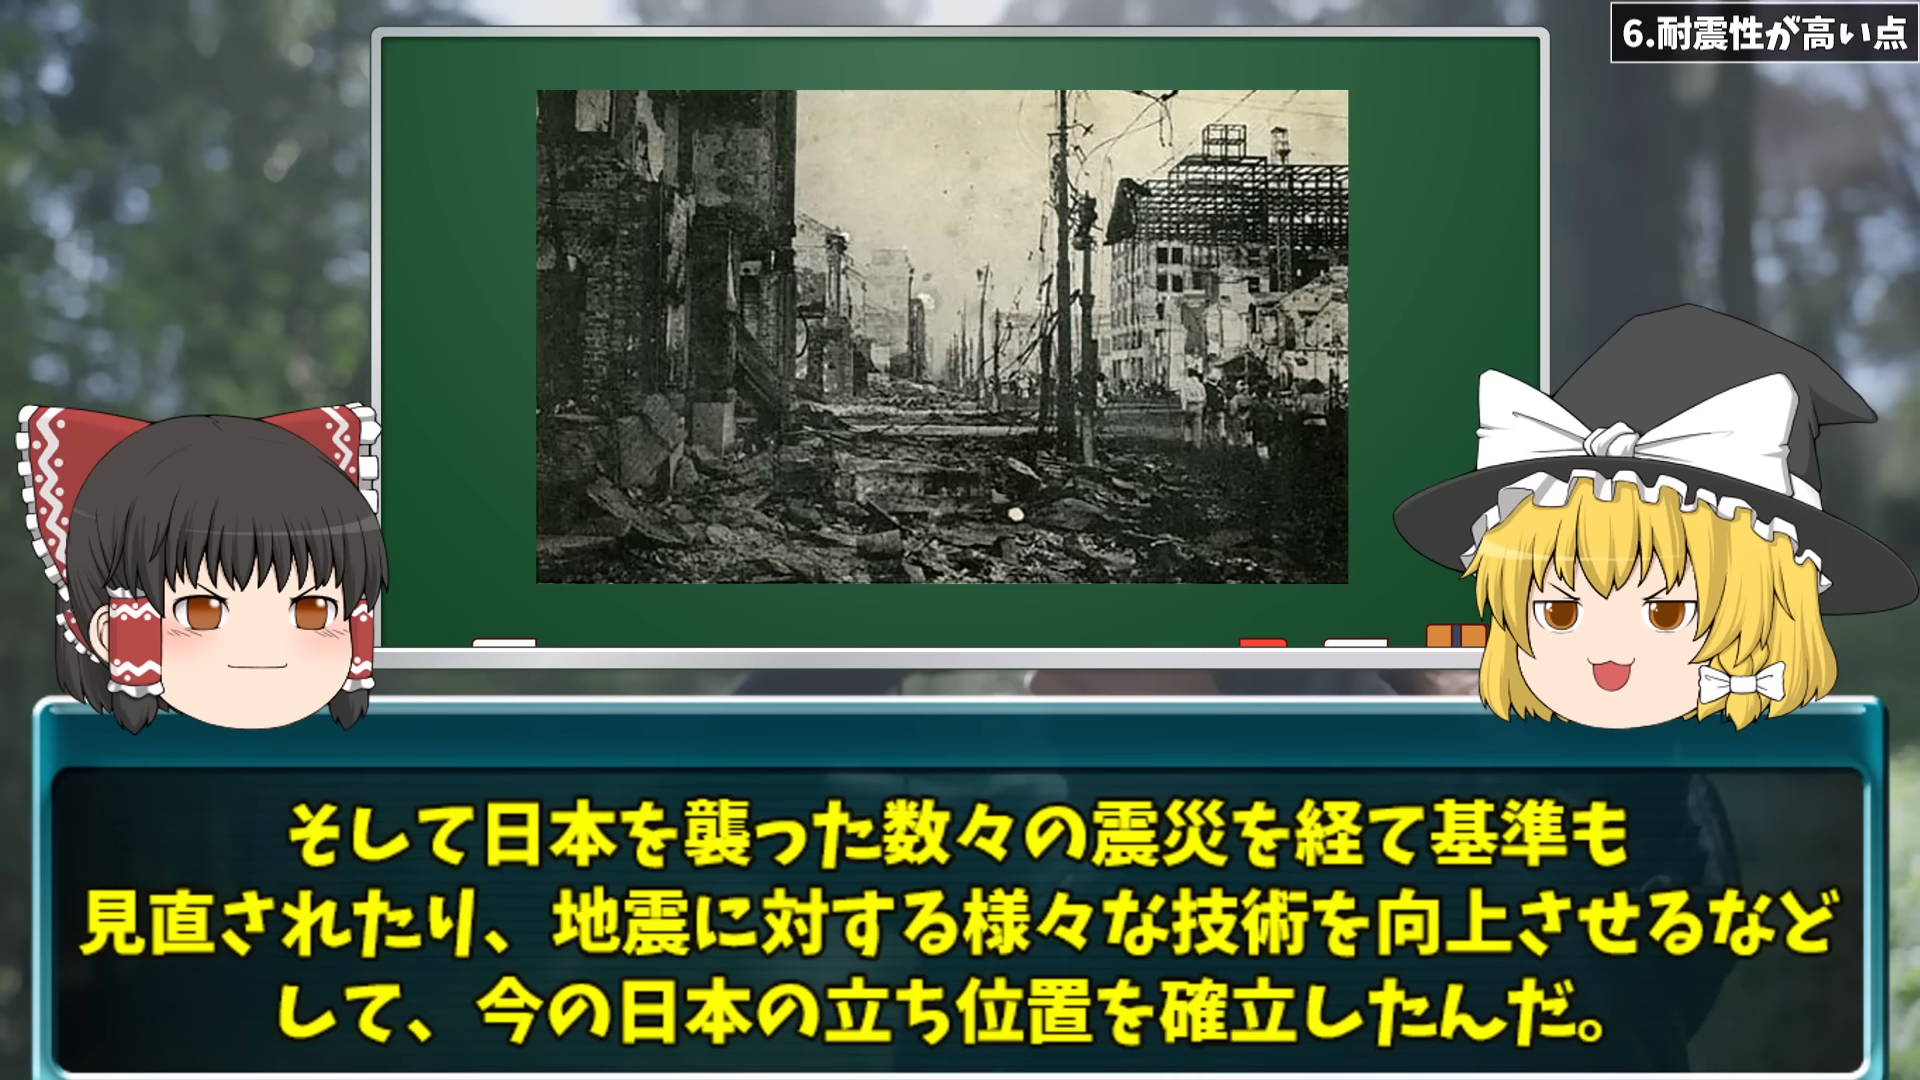 6.耐震性が高い点
そして日本を襲った数々の震災を経て基準も
見直されたり、地震に対する様々な技術を向上させるなど
して、今の日本の立ち位置を確立したんだ。